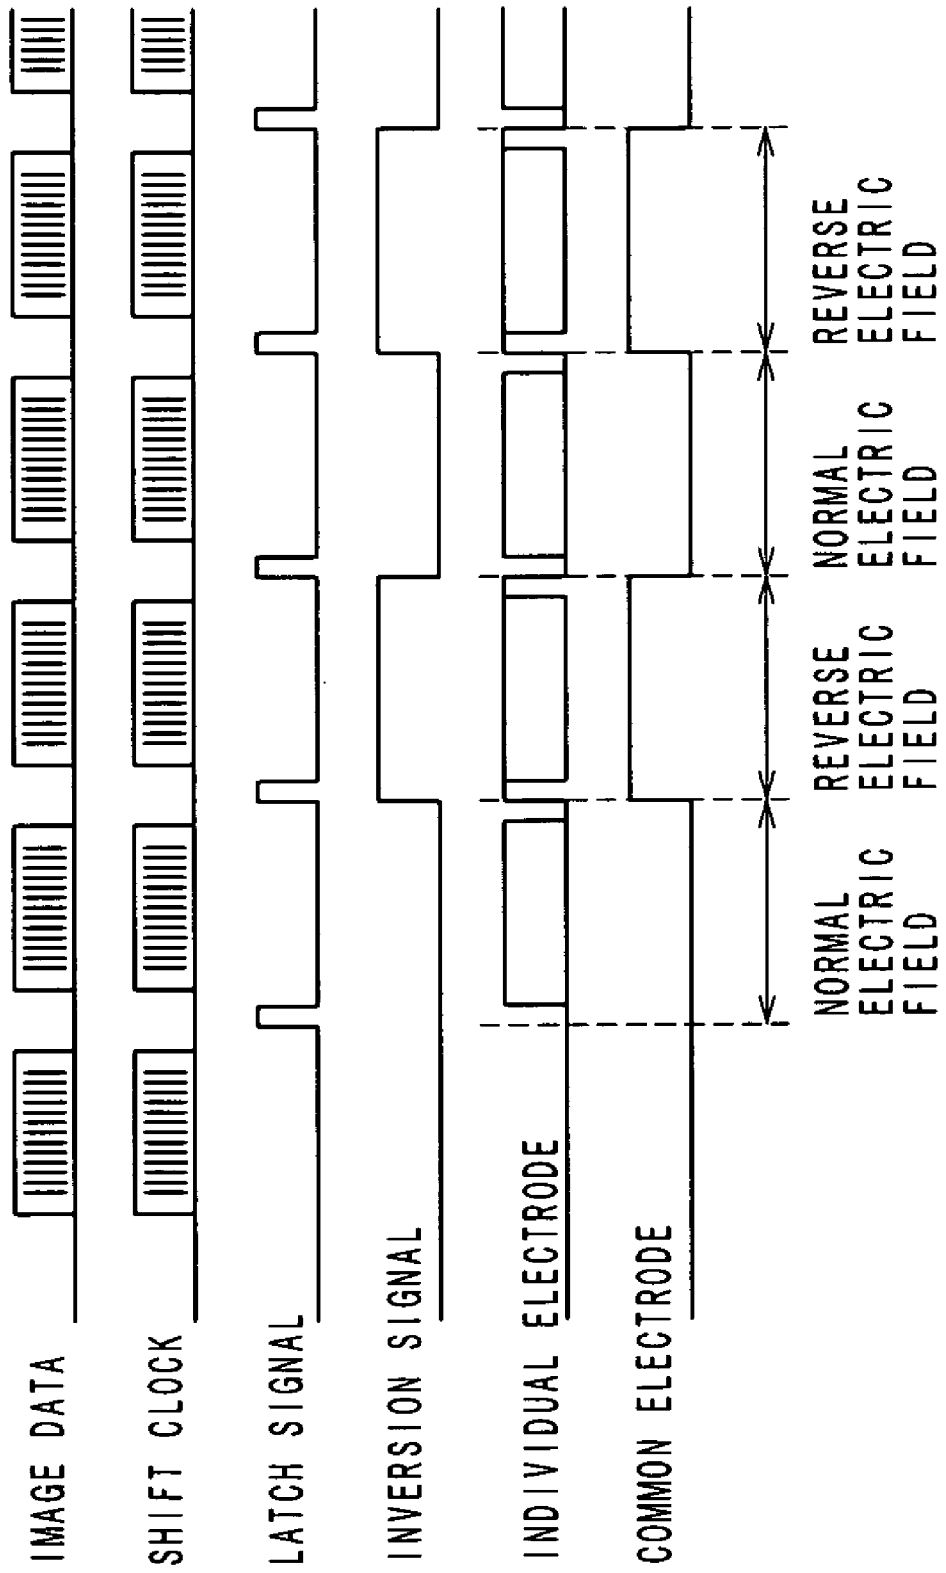 IMAGE DATA
SHIFT CLOCK
LATCH SIGNAL
INVERSION SIGNAL
INDIVIDUAL ELECTRODE
COMMON ELECTRODE
NORMAL
ELECTRIC
FIELD
REVERSE
ELECTRIC
FIELD
NORMAL
ELECTRIC
FIELD
REVERSE
ELECTRIC
FIELD